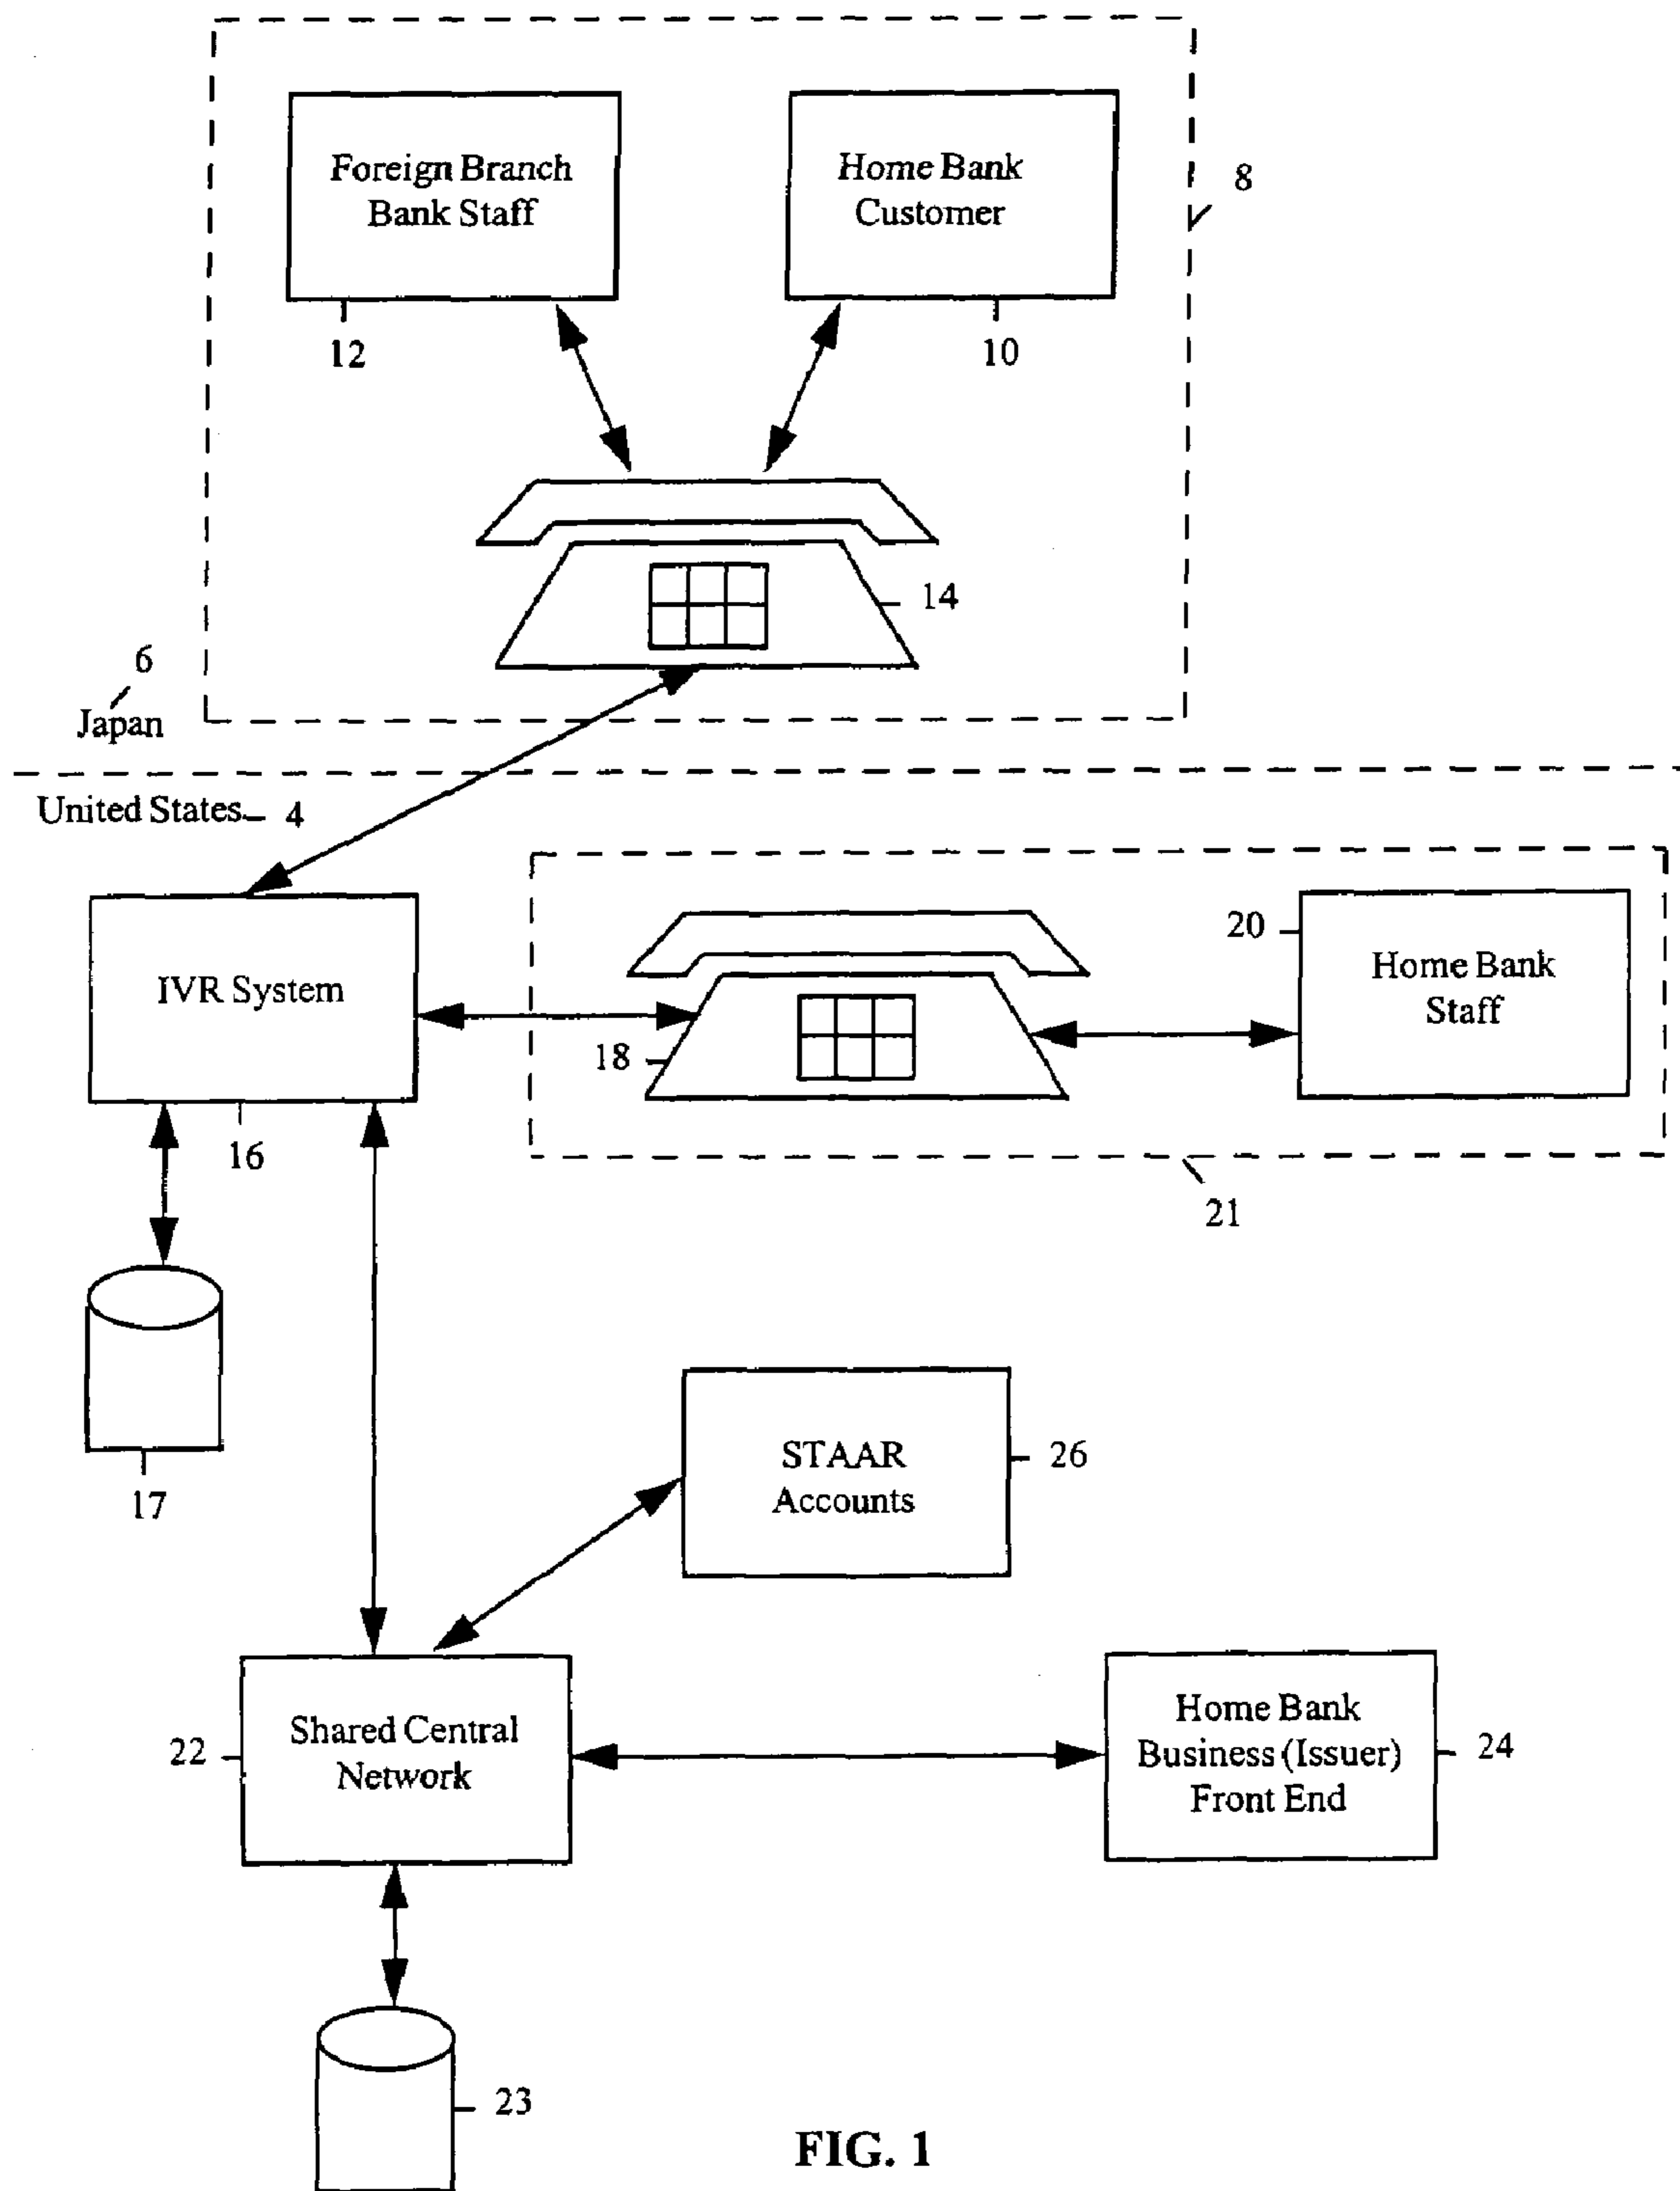 Foreign Branch
Bank Staff
Home Bank
Customer
8
12
10
14
6
Japan
United States
4
IVR System
20
Home Bank
Staff
18
16
21
17
STAAR
Accounts
26
22
Shared Central
Network
Home Bank
Business (Issuer)
Front End
24
23
FIG. 1